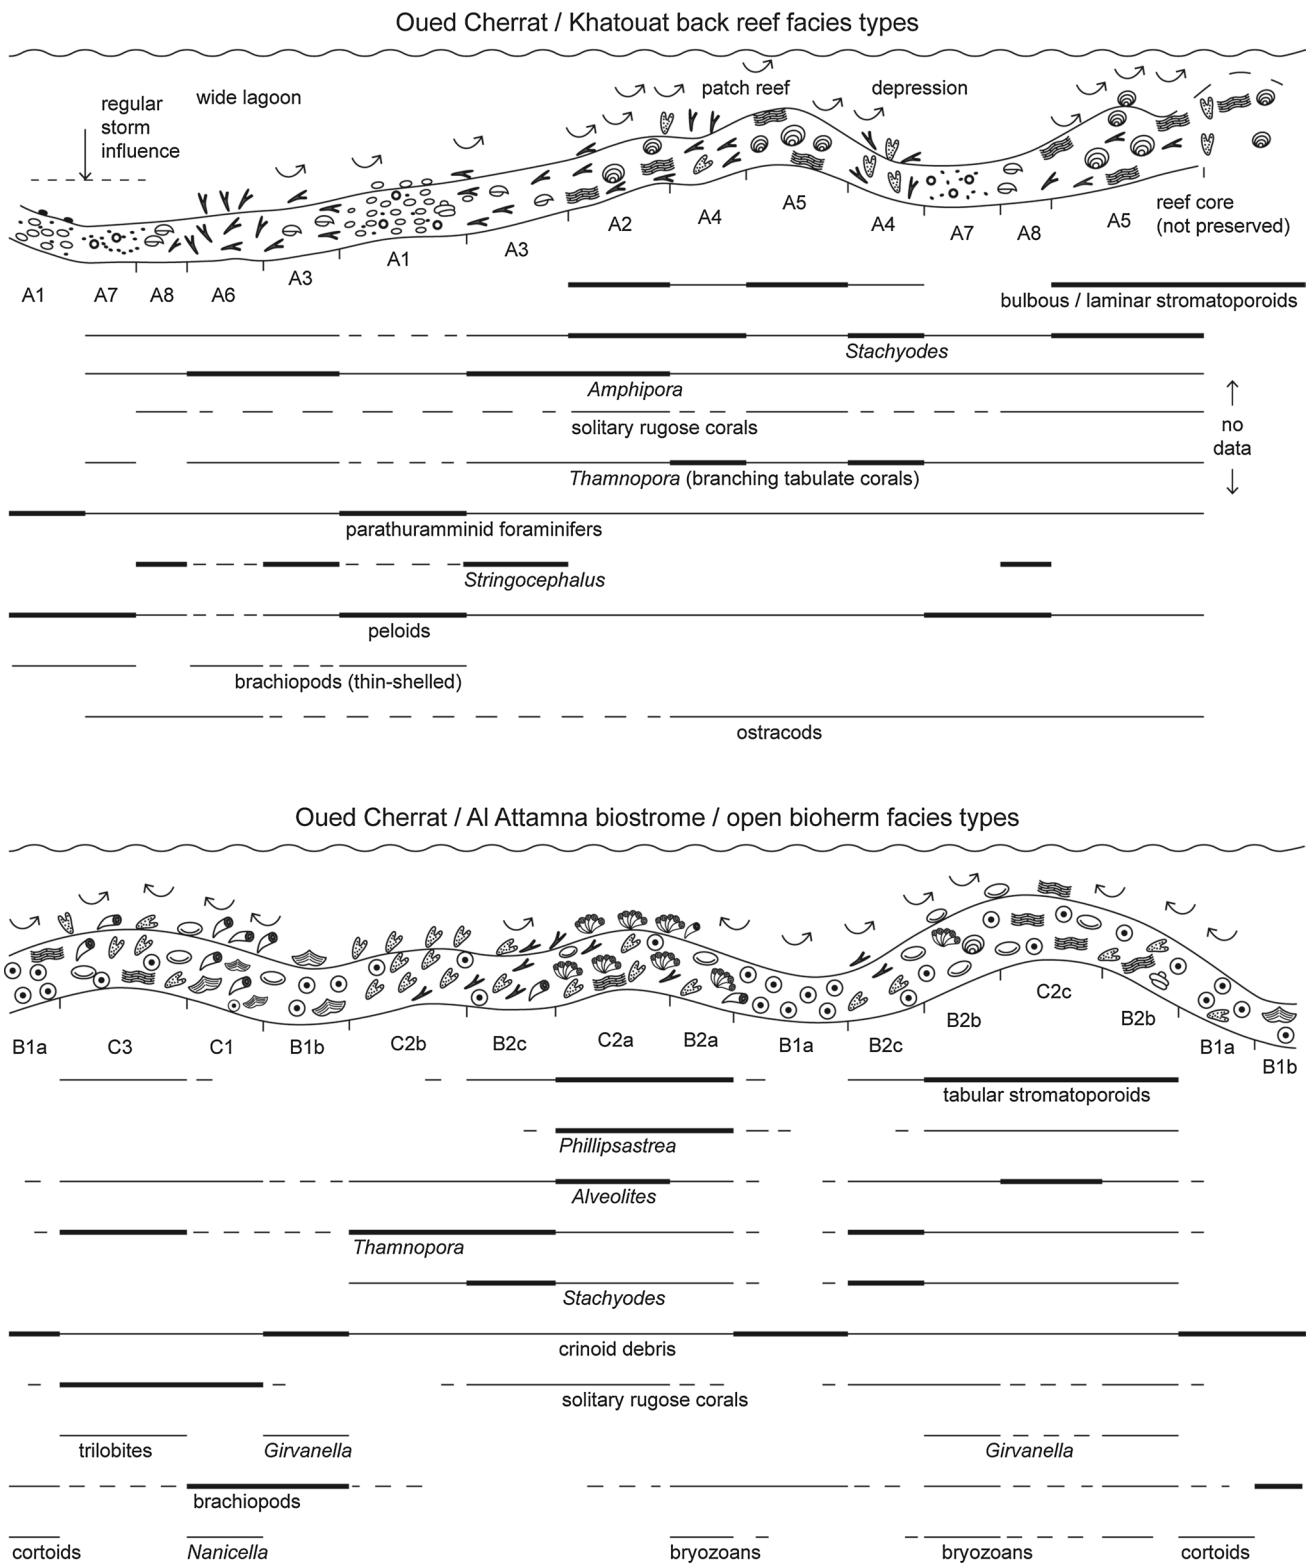 Oued Cherrat / Khatouat back reef facies types
regular
storm
influence
wide lagoon
patch reef
depression
reef core
(not preserved)
A1
A7
A8
A6
A3
A1
A3
A2
A4
A5
A4
A7
A8
A5
bulbous / laminar stromatoporoids
Stachyodes
Amphipora
solitary rugose corals
no
data
Thamnopora (branching tabulate corals)
parathuramminid foraminifers
Stringocephalus
peloids
brachiopods (thin-shelled)
ostracods
Oued Cherrat / Al Attamna biostrome / open bioherm facies types
B1a
C3
C1
B1b
C2b
B2c
C2a
B2a
B1a
B2c
B2b
C2c
B2b
B1a
B1b
tabular stromatoporoids
Phillipsastrea
Alveolites
Thamnopora
Stachyodes
crinoid debris
solitary rugose corals
trilobites
Girvanella
Girvanella
brachiopods
cortoids
Nanicella
bryozoans
bryozoans
cortoids